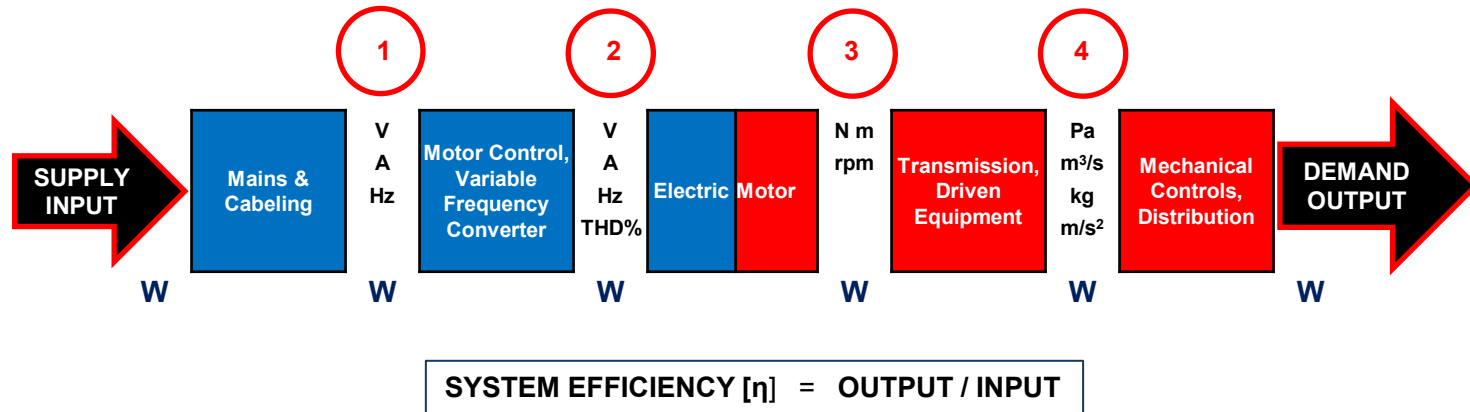 1
2
3
4
SUPPLY
INPUT
Mains &
Cabeling
V
A
Hz
Motor Control,
Variable
Frequency
Converter
V
A
Hz
THD%
Electric Motor
N m
rpm
Transmission,
Driven
Equipment
Pa
m³/s
kg
m/s²
Mechanical
Controls,
Distribution
DEMAND
OUTPUT
W
W
W
W
W
W
SYSTEM EFFICIENCY [η] = OUTPUT / INPUT